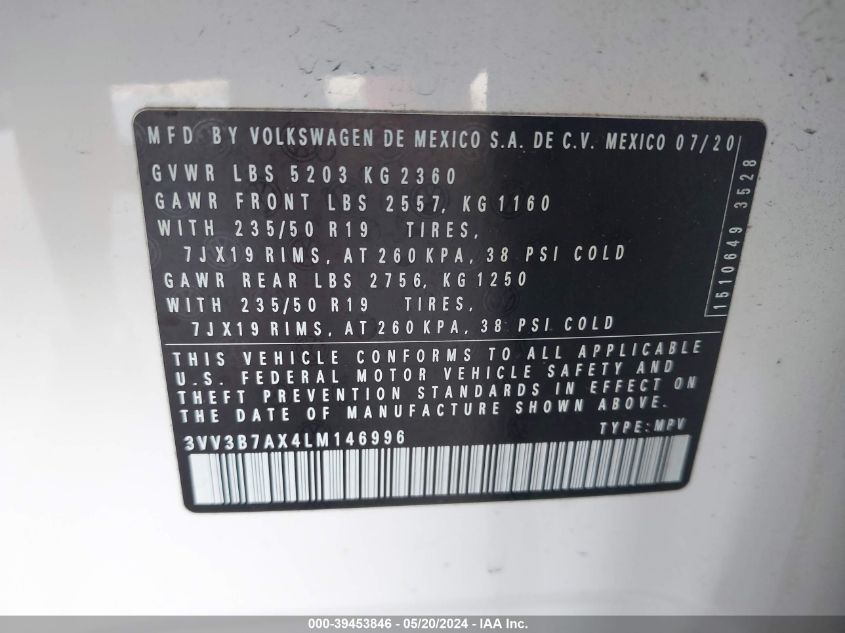 MFD BY VOLKSWAGEN DE MEXICO S.A. DE C.V. MEXICO 07/20
GVWR LBS 5203 KG 2360
GAWR FRONT LBS 2557, KG 1160
WITH 235/50 R19 TIRES,
7JX19 RIMS, AT 260 KPA, 38 PSI COLD
GAWR REAR LBS 2756, KG 1250
WITH 235/50 R19 TIRES,
7JX19 RIMS, AT 260 KPA, 38 PSI COLD
1510649 3528
THIS VEHICLE CONFORMS TO ALL APPLICABLE
U.S. FEDERAL MOTOR VEHICLE SAFETY AND
THEFT PREVENTION STANDARDS IN EFFECT ON
THE DATE OF MANUFACTURE SHOWN ABOVE.
3VV3B7AX4LM146996 TYPE: MPV
000-39453846 - 05/20/2024 - IAA Inc.